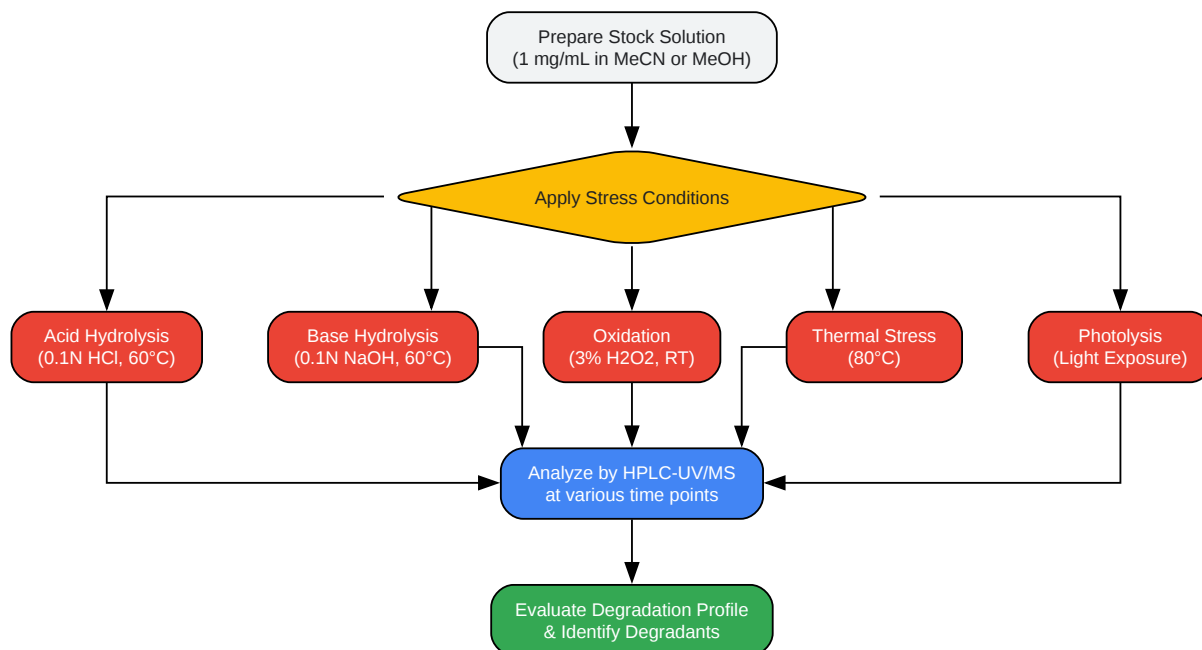 Prepare Stock Solution
(1 mg/mL in MeCN or MeOH)
Apply Stress Conditions
Acid Hydrolysis
(0.1N HCl, 60°C)
Base Hydrolysis
(0.1N NaOH, 60°C)
Oxidation
(3% H2O2, RT)
Thermal Stress
(80°C)
Photolysis
(Light Exposure)
Analyze by HPLC-UV/MS
at various time points
Evaluate Degradation Profile
& Identify Degradants